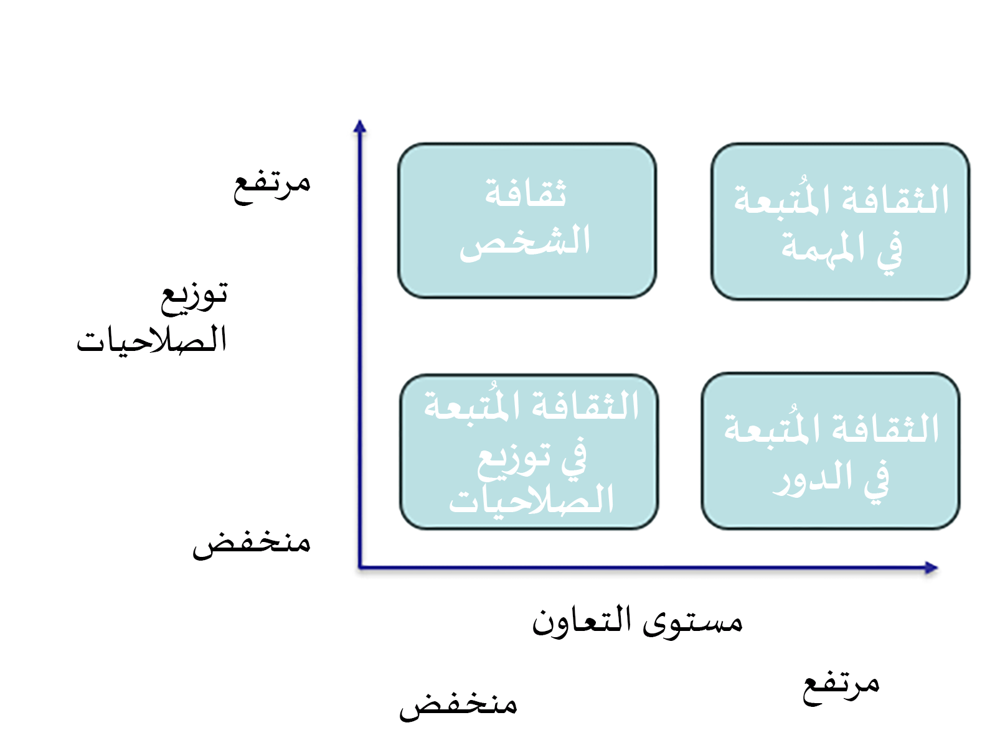 مرتفع
توزيع
الصلاحيات
منخفض
ثقافة
الشخص
الثقافة المُتبعة
في المهمة
الثقافة المُتبعة
في توزيع
الصلاحيات
الثقافة المُتبعة
في الدور
مستوى التعاون
مرتفع
منخفض